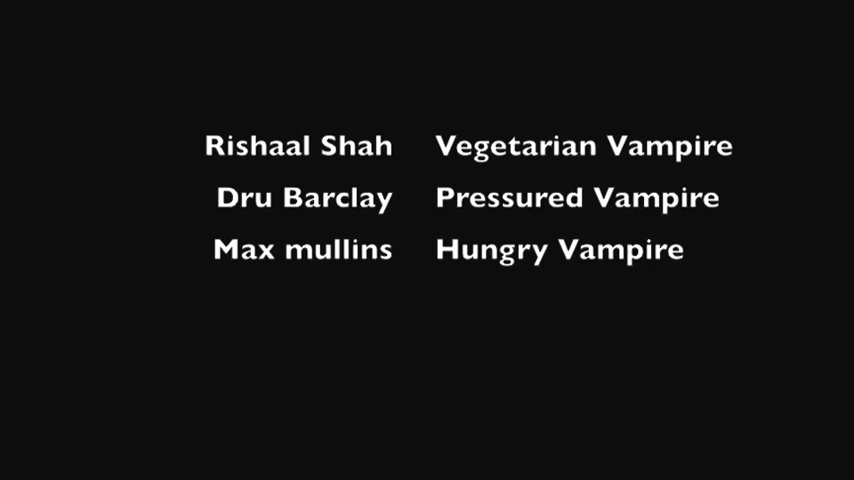 Rishaal Shah Vegetarian Vampire
Dru Barclay Pressured Vampire
Max mullins Hungry Vampire